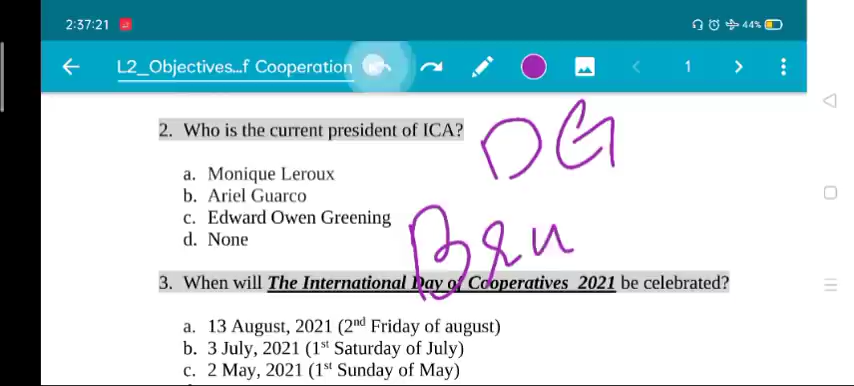 2:37:21 44%
L2_Objectives...f Cooperation 1
2. Who is the current president of ICA?
DG
a. Monique Leroux
b. Ariel Guarco
c. Edward Owen Greening
d. None
3. When will The International Day of Cooperatives 2021 be celebrated?
a. 13 August, 2021 (2nd Friday of august)
b. 3 July, 2021 (1st Saturday of July)
c. 2 May, 2021 (1st Sunday of May)